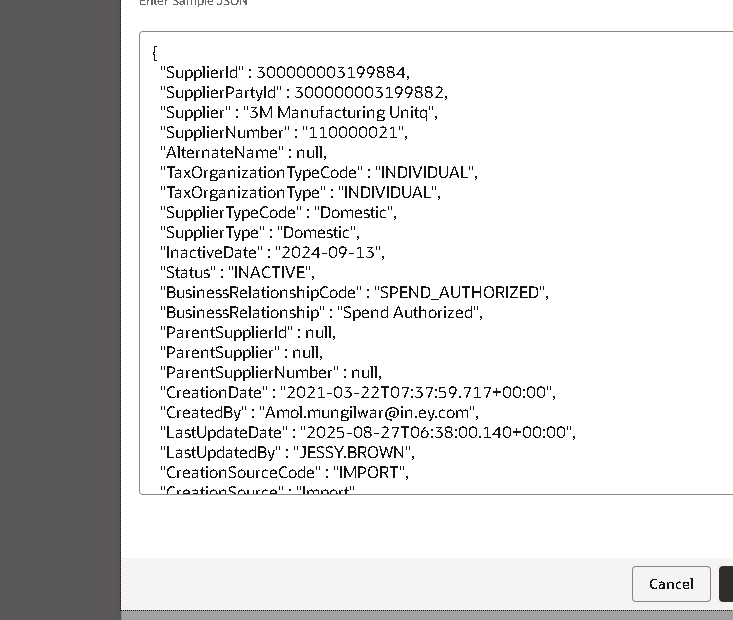 Enter Sample JSON
{
"SupplierId" : 300000003199884,
"SupplierPartyId" : 300000003199882,
"Supplier" : "3M Manufacturing Unitq",
"SupplierNumber" : "110000021",
"AlternateName" : null,
"TaxOrganizationTypeCode" : "INDIVIDUAL",
"TaxOrganizationType" : "INDIVIDUAL",
"SupplierTypeCode" : "Domestic",
"SupplierType" : "Domestic",
"InactiveDate" : "2024-09-13",
"Status" : "INACTIVE",
"BusinessRelationshipCode" : "SPEND_AUTHORIZED",
"BusinessRelationship" : "Spend Authorized",
"ParentSupplierId" : null,
"ParentSupplier" : null,
"ParentSupplierNumber" : null,
"CreationDate" : "2021-03-22T07:37:59.717+00:00",
"CreatedBy" : "Amol.mungilwar@in.ey.com",
"LastUpdateDate" : "2025-08-27T06:38:00.140+00:00",
"LastUpdatedBy" : "JESSY.BROWN",
"CreationSourceCode" : "IMPORT",
"CreationSource" : "Import"
Cancel